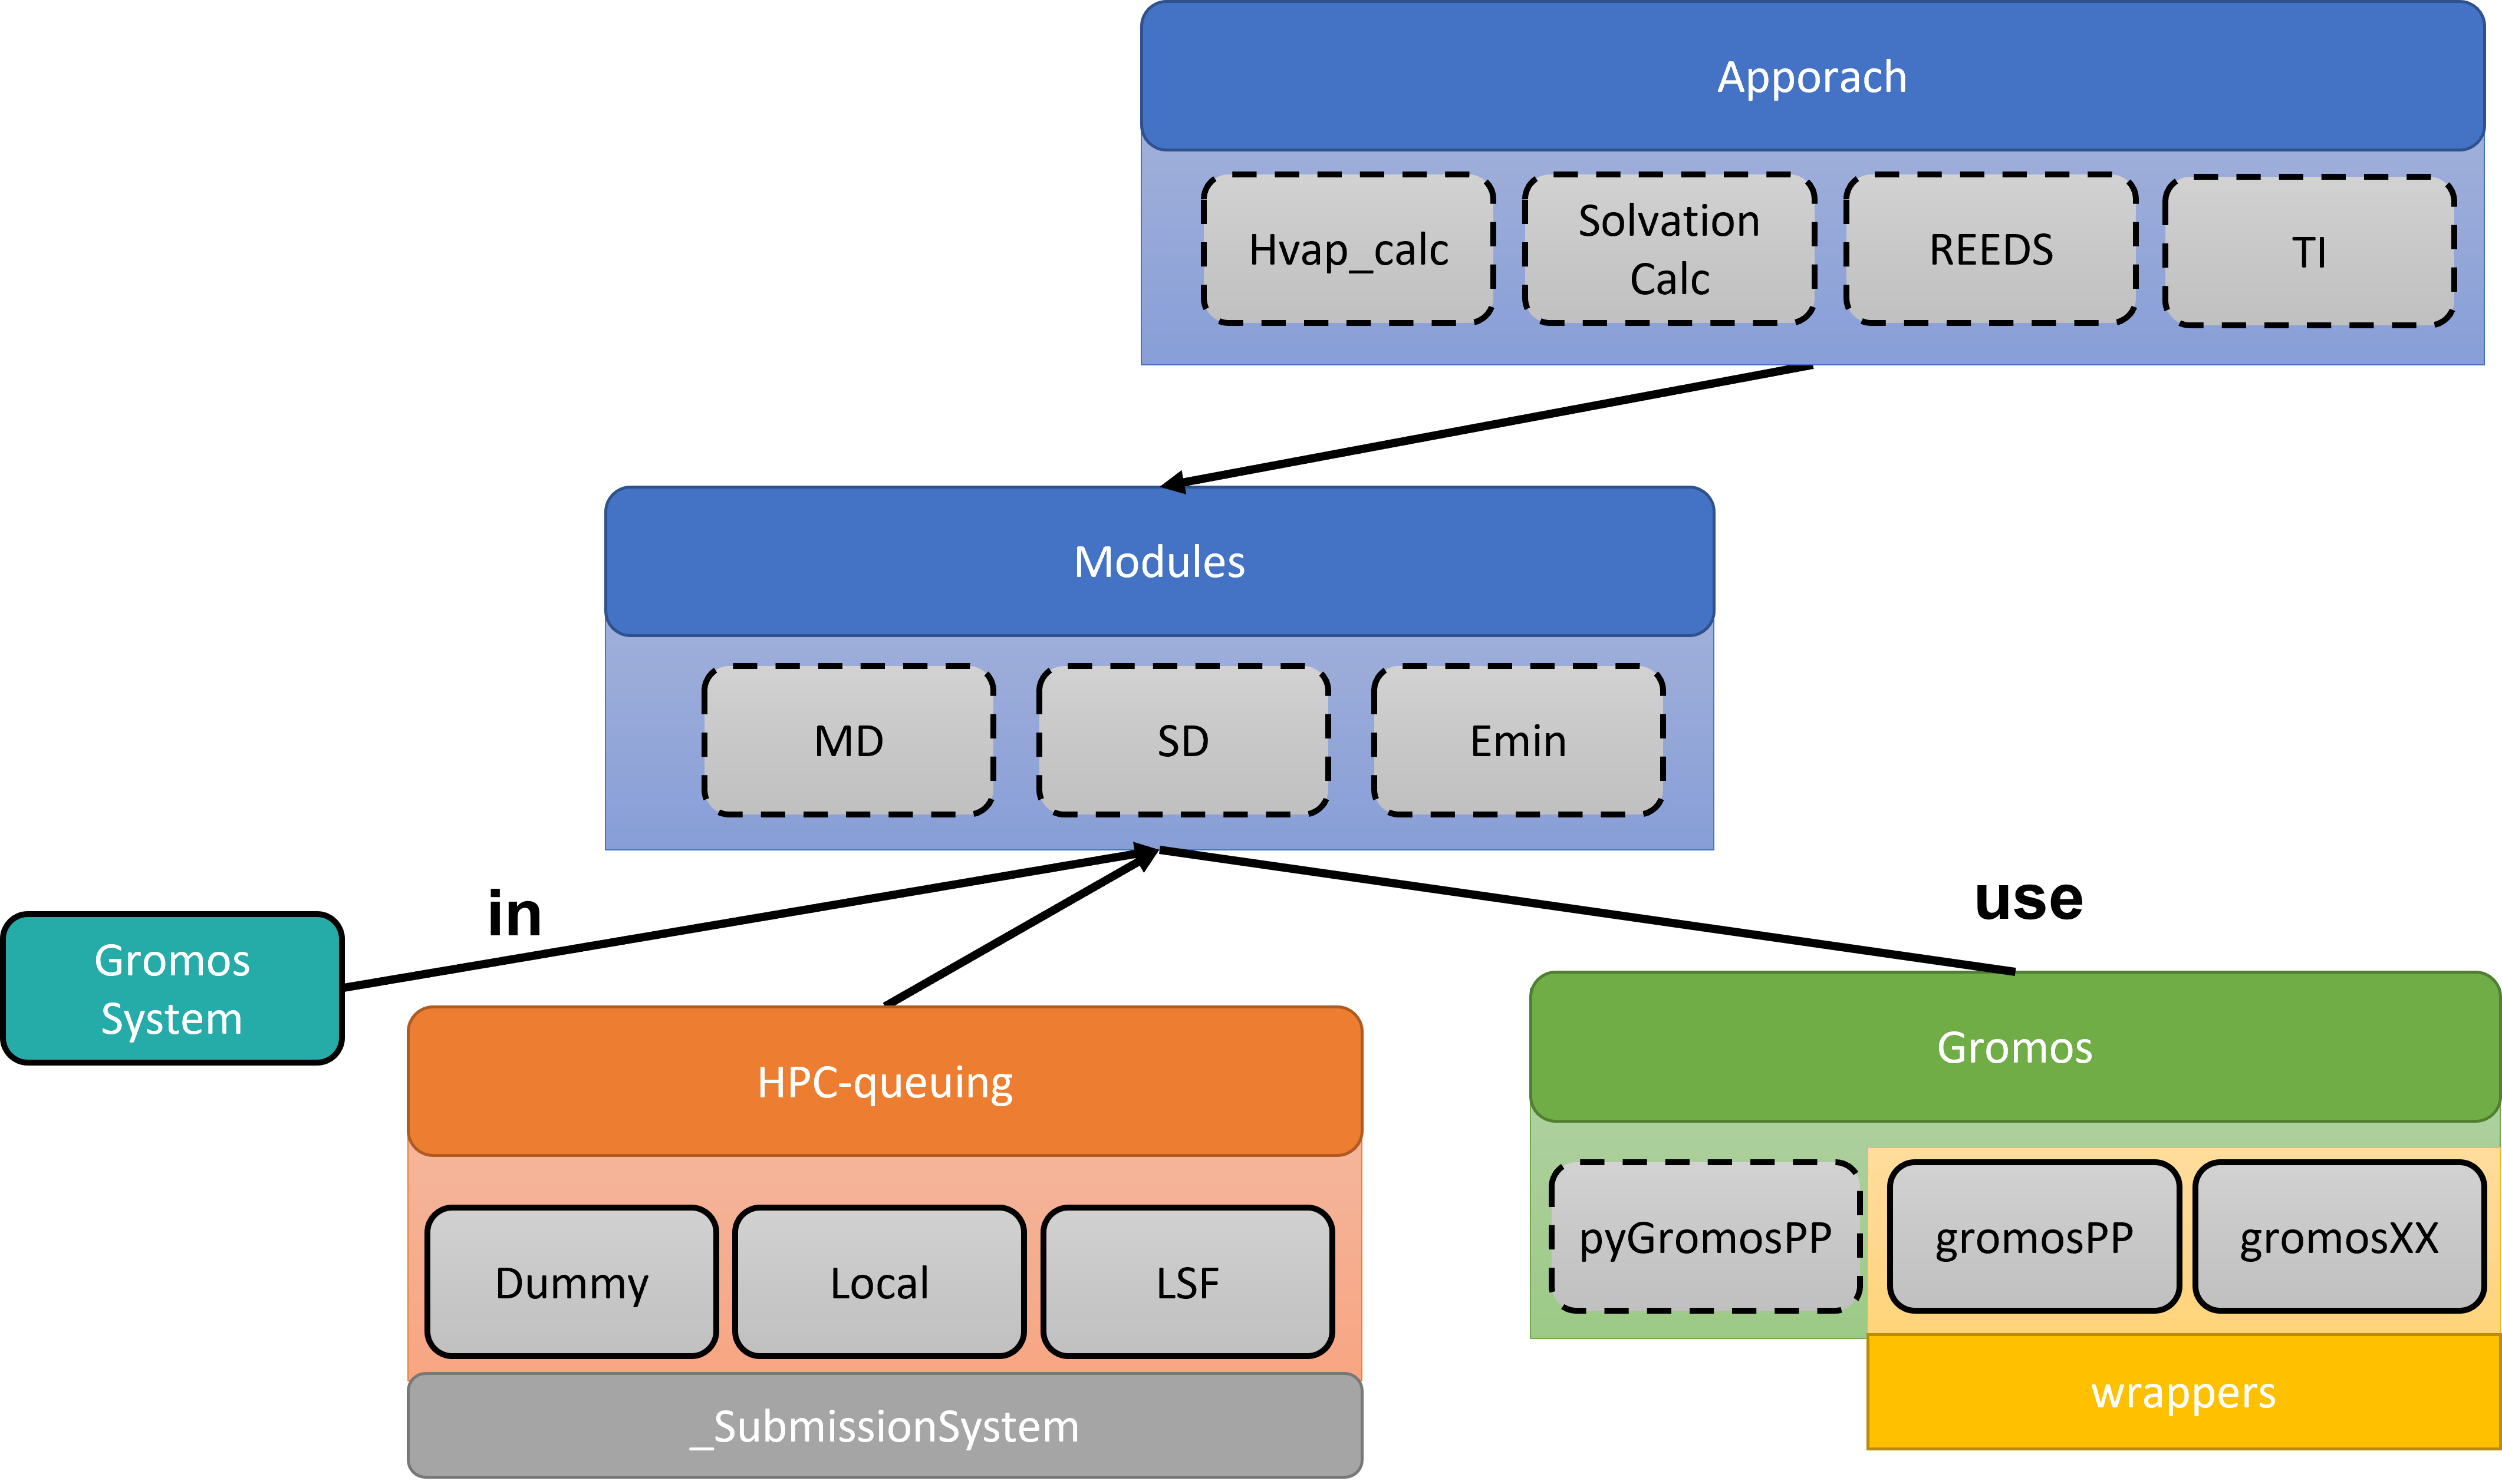 Apporach
Hvap_calc
Solvation
Calc
REEDS
TI
Modules
MD
SD
Emin
in
use
Gromos
System
HPC-queuing
Dummy
Local
LSF
_SubmissionSystem
Gromos
pyGromosPP
gromosPP
gromosXX
wrappers